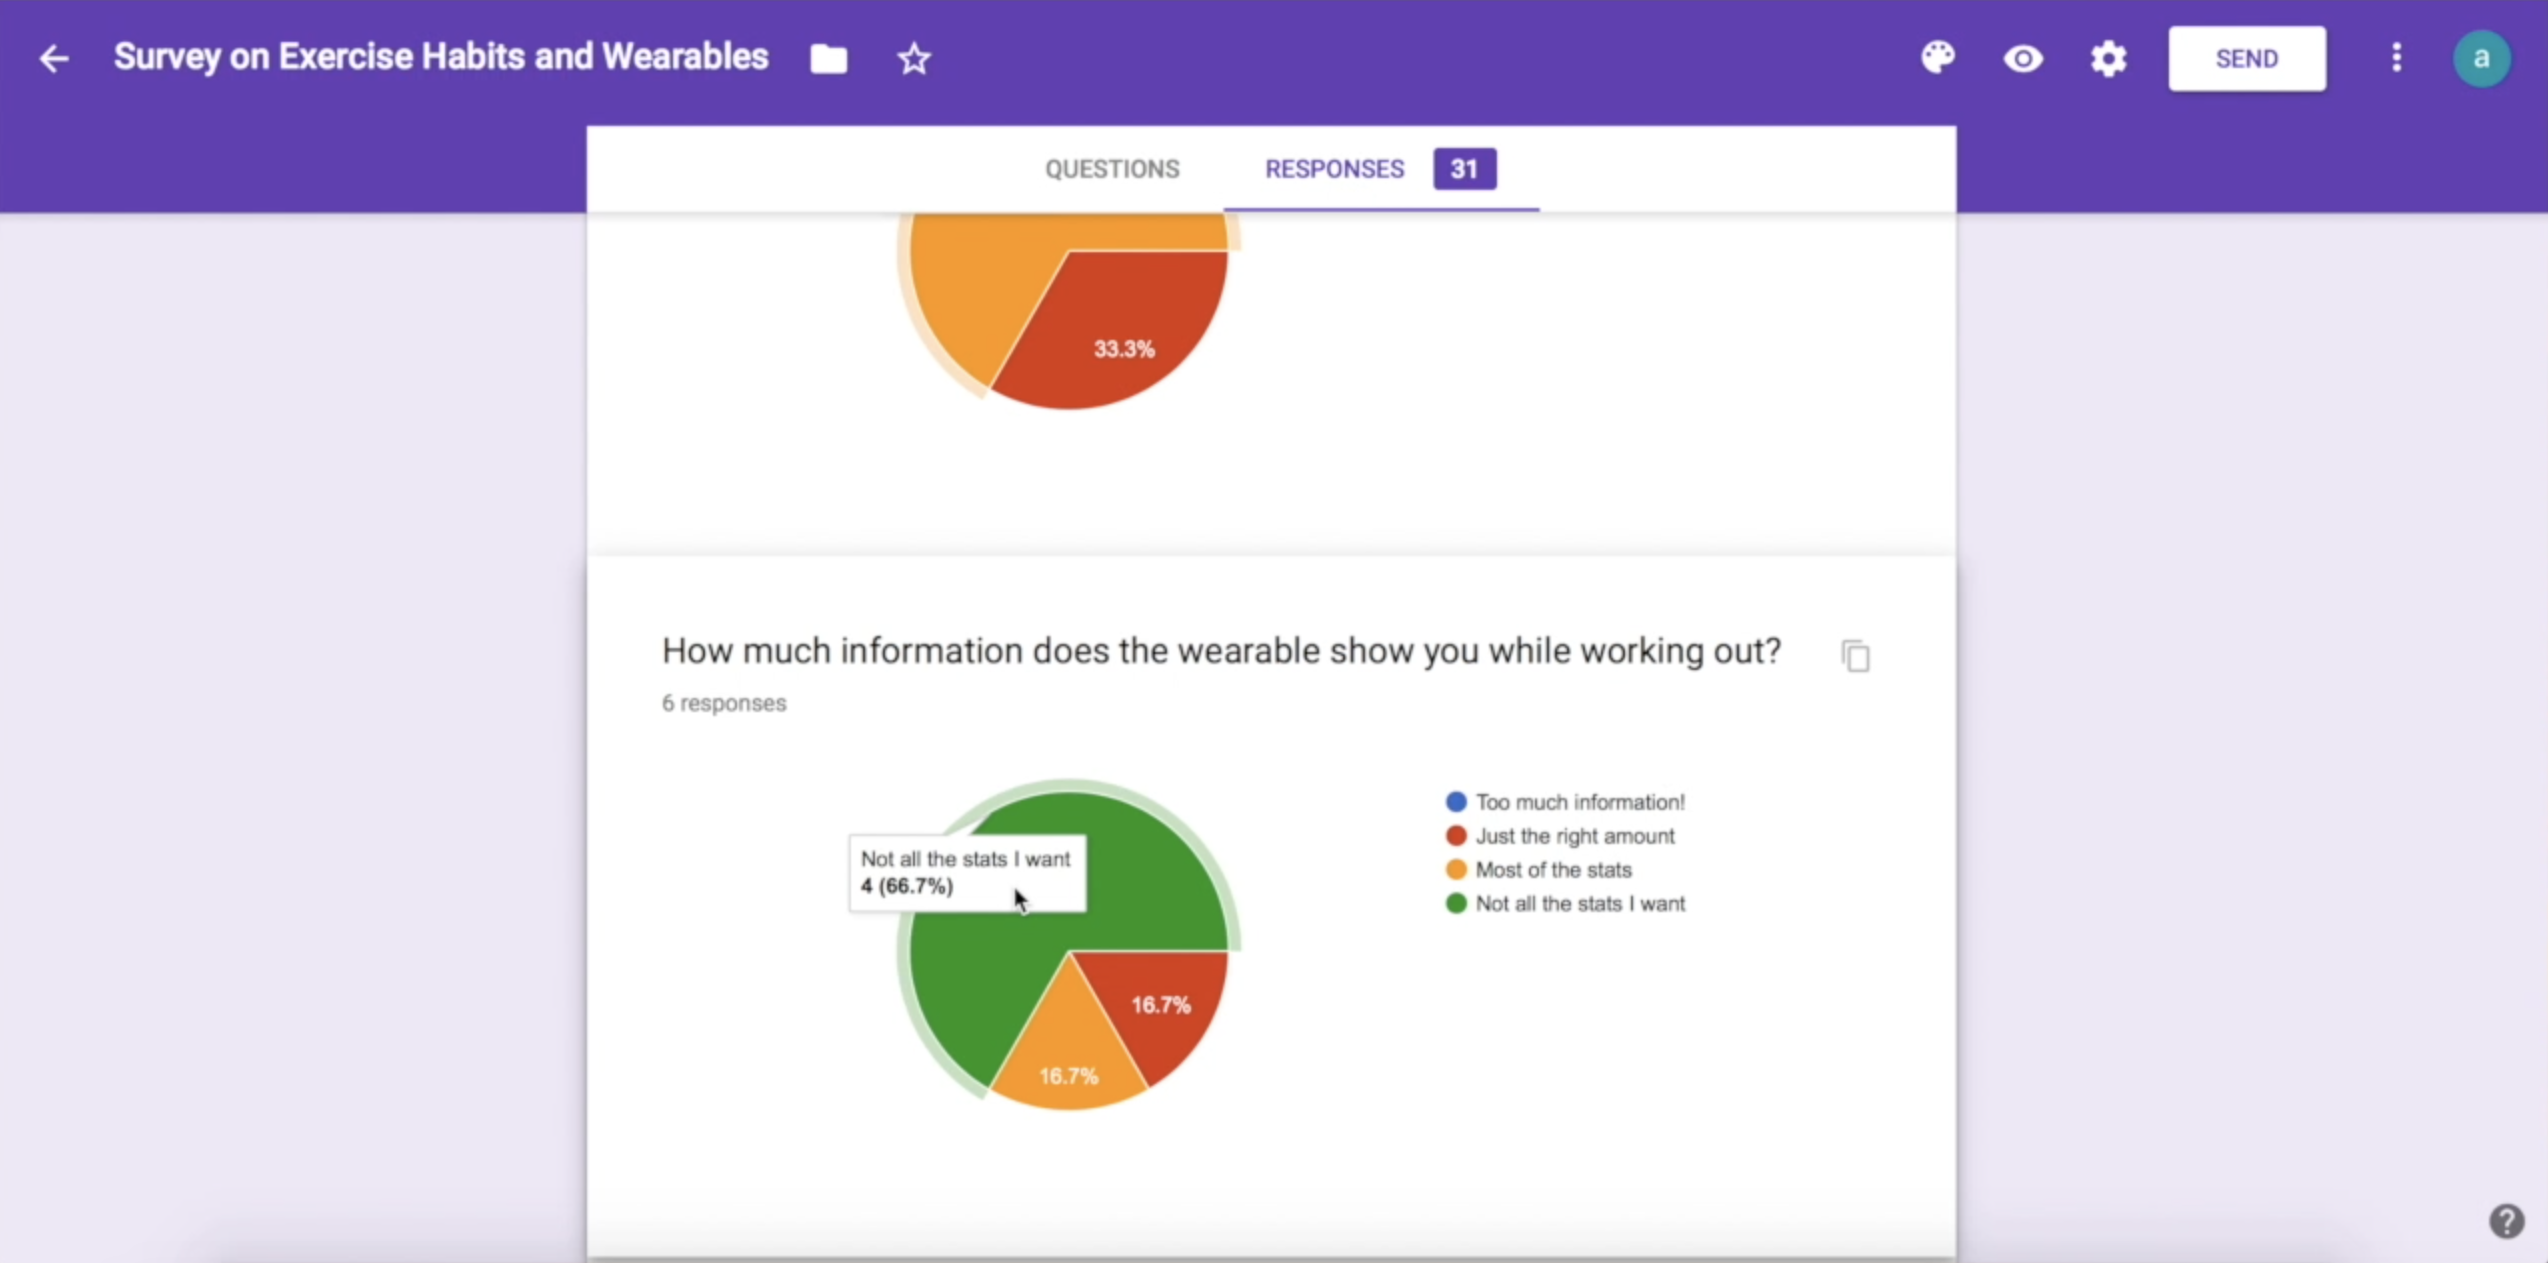 Survey on Exercise Habits and Wearables
SEND
a
QUESTIONS
RESPONSES 31
33.3%
How much information does the wearable show you while working out?
6 responses
Not all the stats I want
4 (66.7%)
16.7%
16.7%
Too much information!
Just the right amount
Most of the stats
Not all the stats I want
?